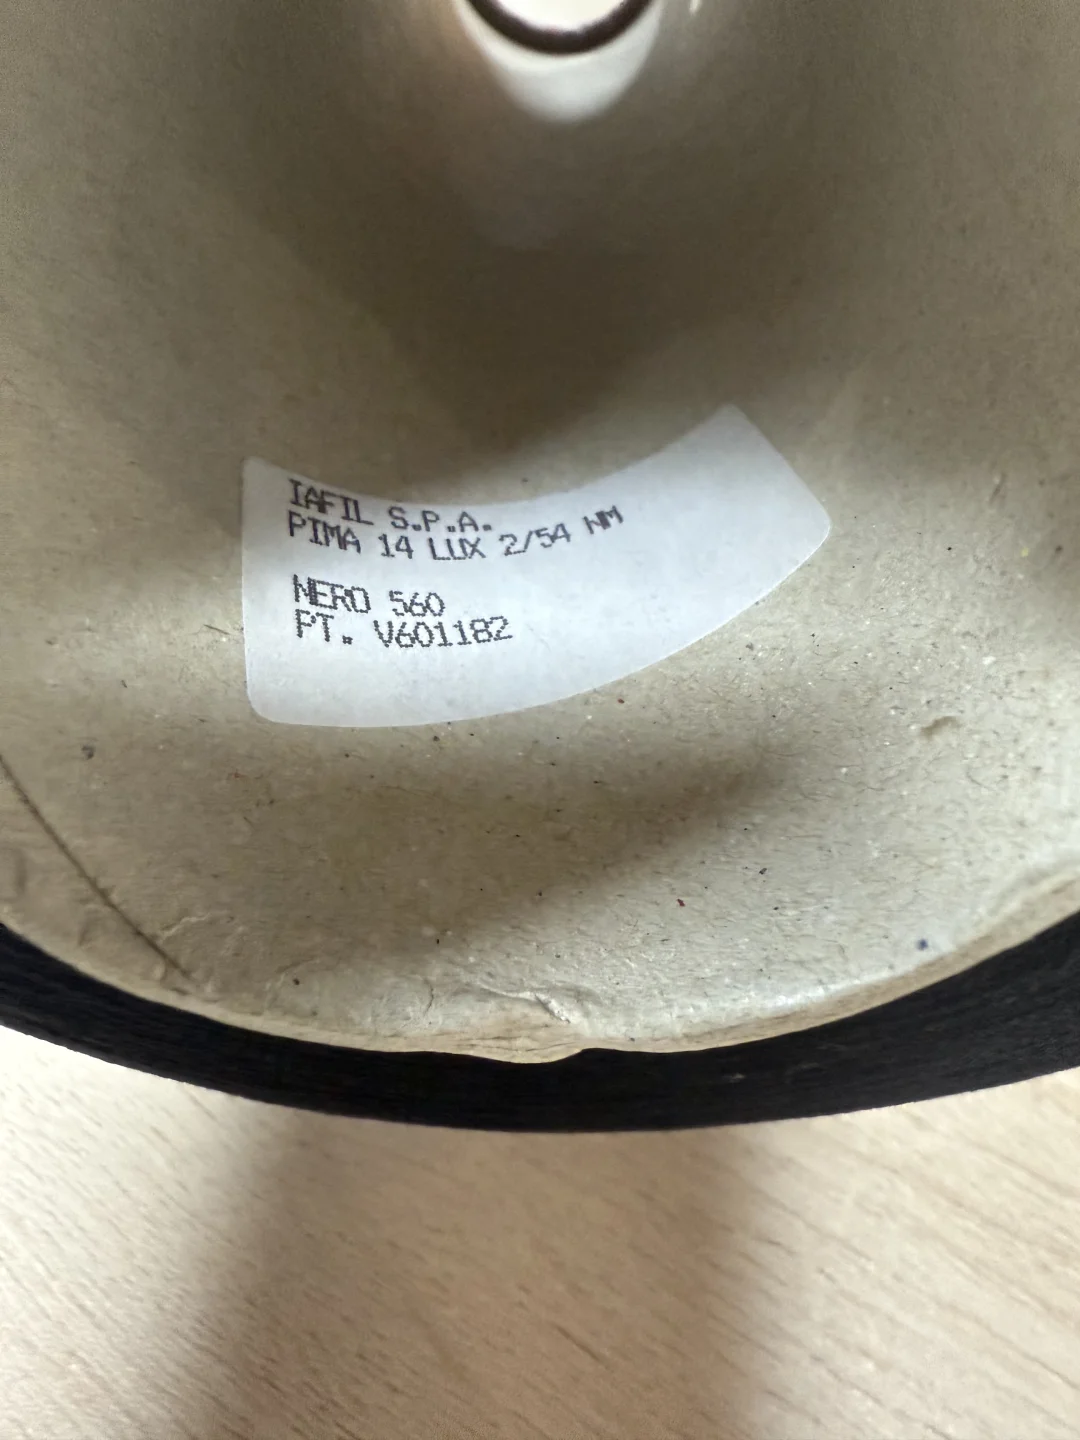 IAFIL S.P.A.
PIMA 14 LUX 2/54 NM
NERO 560
PT. V601182